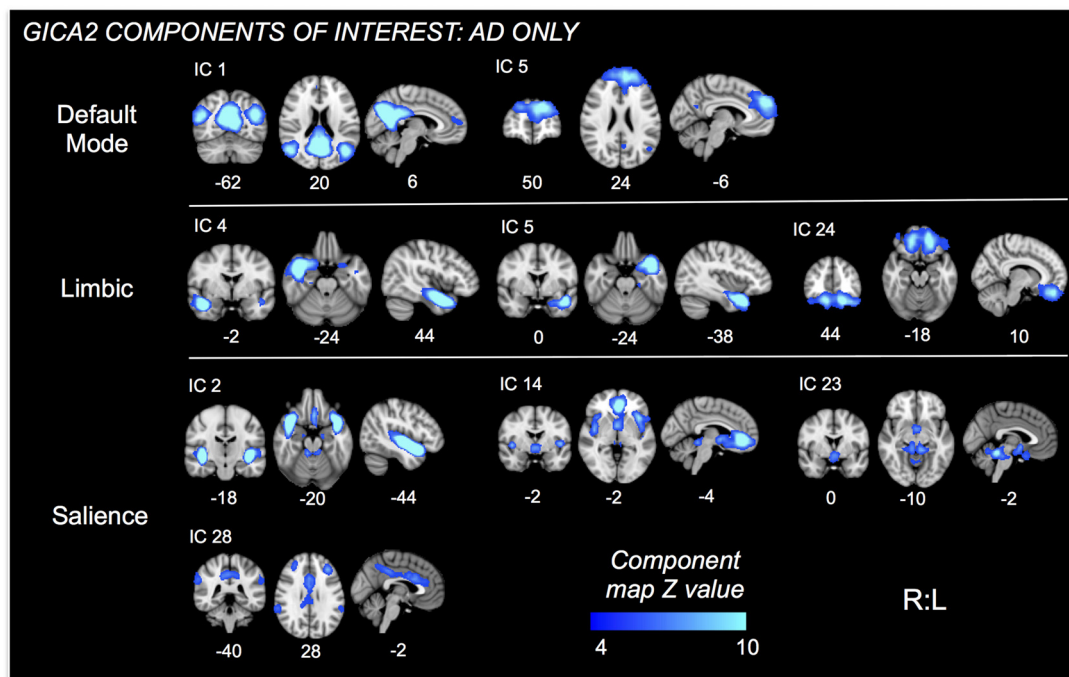 GICA2 COMPONENTS OF INTEREST: AD ONLY
IC 1
IC 5
Default
Mode
-62
20
6
50
24
-6
IC 4
IC 5
IC 24
Limbic
-2
-24
44
0
-24
-38
44
-18
10
IC 2
IC 14
IC 23
-18
-20
-44
-2
-2
-4
0
-10
-2
Salience
IC 28
-40
28
-2
Component
map Z value
4
10
R:L